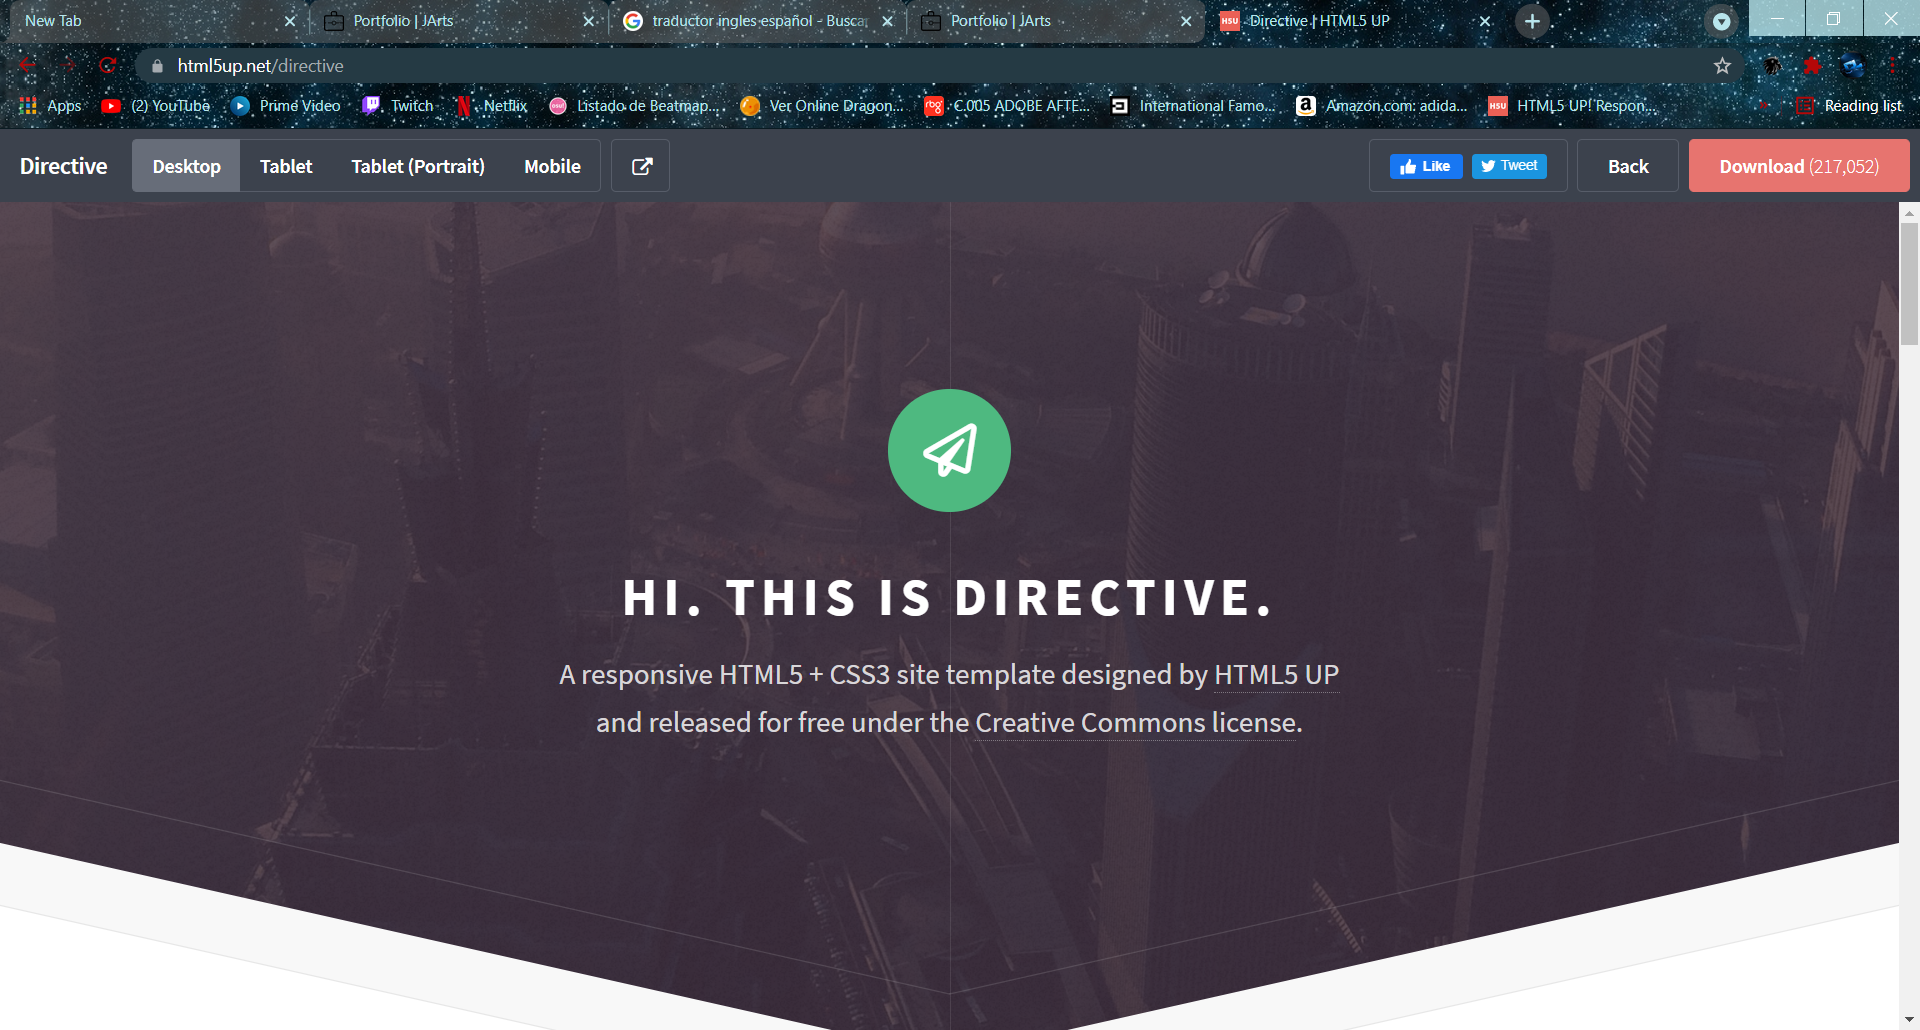 New Tab
Portfolio | JArts
traductor ingles español - Busca
Portfolio | JArts
HSU
Directive | HTML5 UP
html5up.net/directive
Apps
(2) YouTube
Prime Video
Twitch
Netflix
osu!
Listado de Beatmap...
Ver Online Dragon...
rbg
C.005 ADOBE AFTE...
International Famo...
Amazon.com: adida...
HSU
HTML5 UP! Respon...
»
Reading list
Directive
Desktop
Tablet
Tablet (Portrait)
Mobile
Like
Tweet
Back
Download (217,052)
HI. THIS IS DIRECTIVE.
A responsive HTML5 + CSS3 site template designed by HTML5 UP
and released for free under the Creative Commons license.